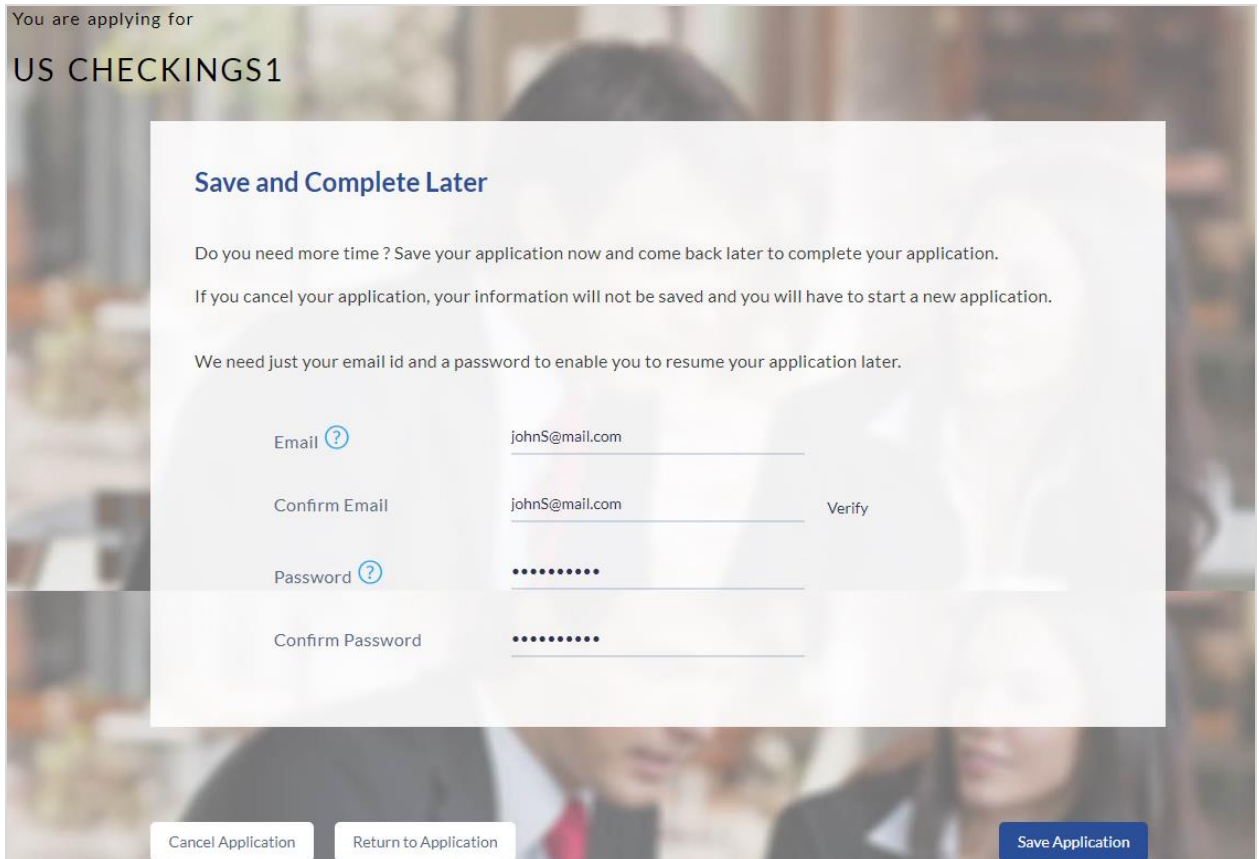 You are applying for
US CHECKINGS1
Save and Complete Later
Do you need more time ? Save your application now and come back later to complete your application.
If you cancel your application, your information will not be saved and you will have to start a new application.
We need just your email id and a password to enable you to resume your application later.
Email ? johnS@mail.com
Confirm Email johnS@mail.com Verify
Password ? ••••••••••
Confirm Password ••••••••••
Cancel Application Return to Application Save Application